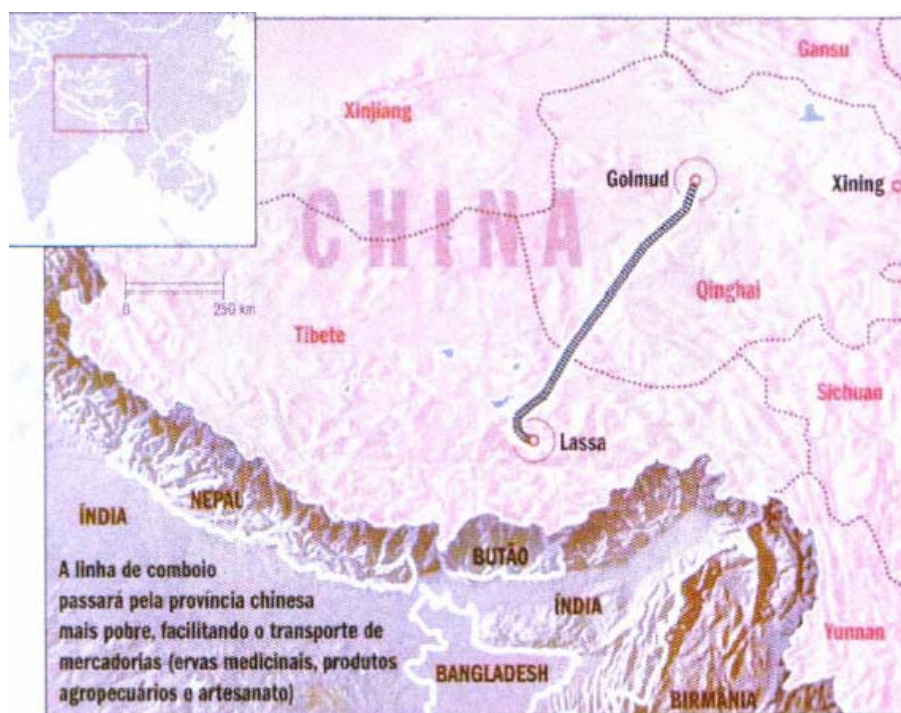 Gansu
Xinjiang
Golmud
Xining
CHINA
Qinghai
0 250 km
Tibete
Sichuan
Lassa
NEPAL
ÍNDIA
BUTÃO
A linha de comboio
passará pela província chinesa
mais pobre, facilitando o transporte de
mercadorias (ervas medicinais, produtos
agropecuários e artesanato)
ÍNDIA
Yunnan
BANGLADESH
BIRMÂNIA